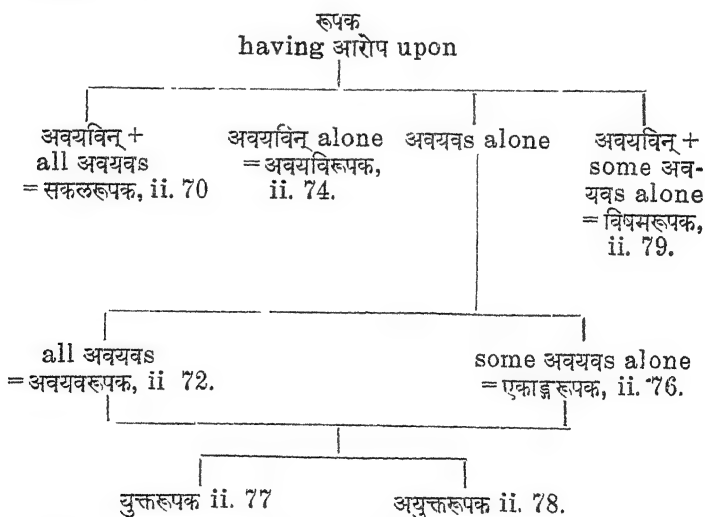 रूपक
having आरोप upon
अवयविन् +
all अवयवs
= सकलरूपक, ii. 70
अवयविन् alone
= अवयविरूपक,
ii. 74.
अवयवs alone
अवयविन् +
some अव-
यवs alone
= विषमरूपक,
ii. 79.
all अवयवs
= अवयवरूपक, ii 72.
some अवयवs alone
= एकाङ्गरूपक, ii. 76.
युक्तरूपक ii. 77
अयुक्तरूपक ii. 78.